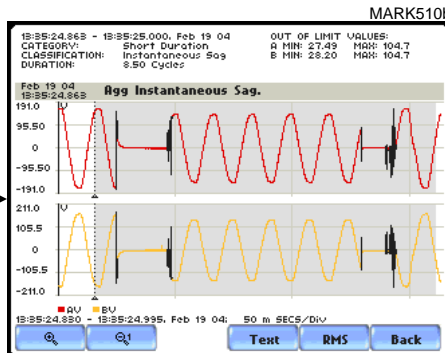 MARK510
13:35:24.863 - 13:35:25.000, Feb 19 04
CATEGORY: Short Duration
CLASSIFICATION: Instantaneous Sag
DURATION: 8.50 Cycles
OUT OF LIMIT VALUES:
A MIN: 27.49 MAX: 104.7
B MIN: 28.20 MAX: 104.7
Feb 19 04
13:35:24.863
Agg Instantaneous Sag.
191.0
V
95.50
0
-95.50
-191.0
211.0
V
105.5
0
-105.5
-211.0
AV BV
13:35:24.830 - 13:35:24.995, Feb 19 04; 50 m SECS/Div
1
Text RMS Back